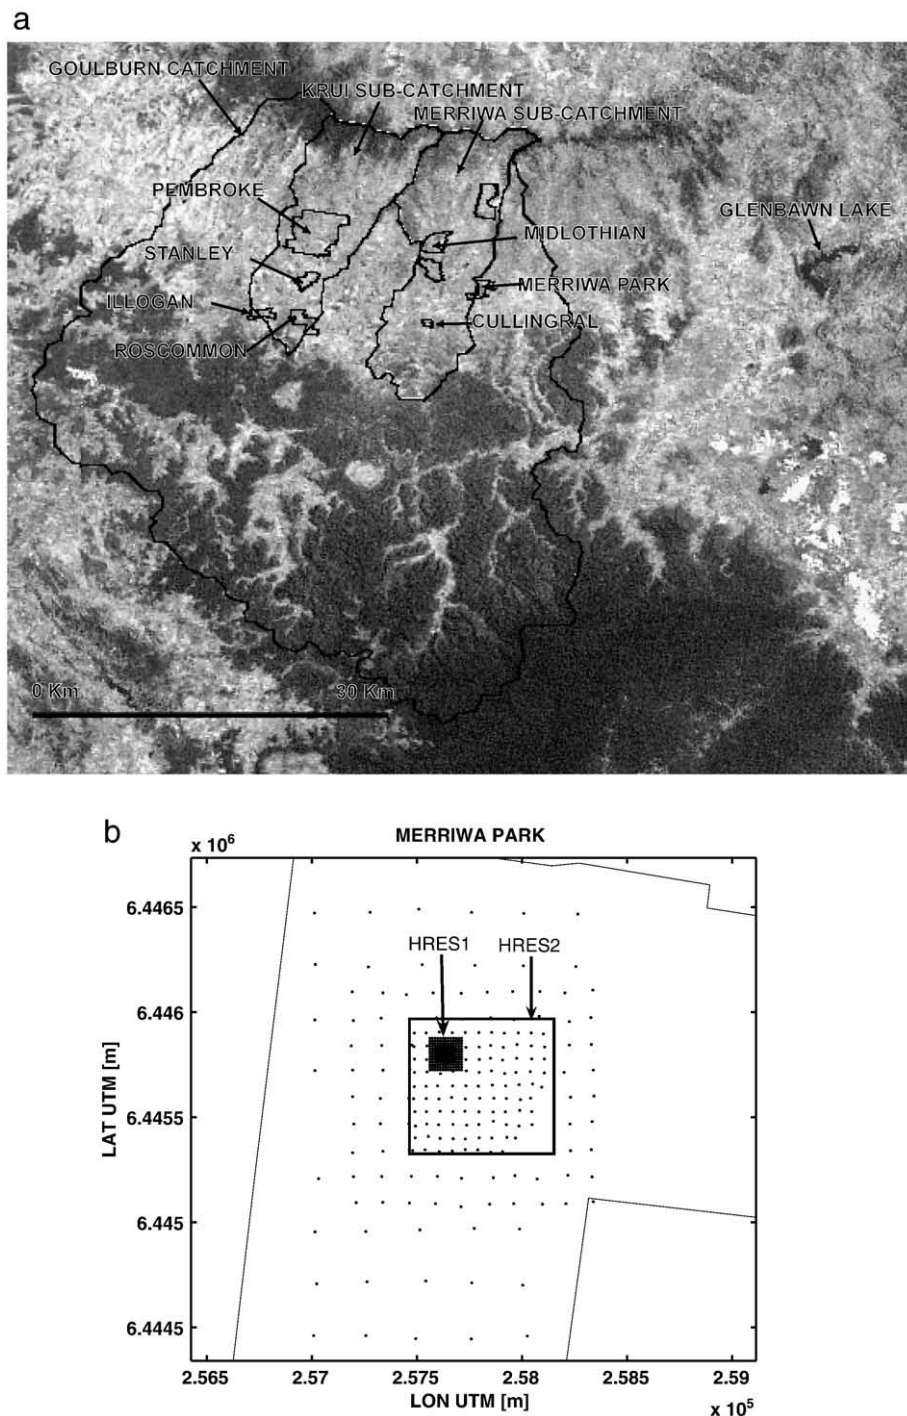 a
GOULBURN CATCHMENT
KRUI SUB-CATCHMENT
MERRIWA SUB-CATCHMENT
PEMBROKE
GLENBAWN LAKE
MIDLOTHIAN
STANLEY
MERRIWA PARK
ILLOGAN
CULLINGRAL
ROSCOMMON
0 Km 30 Km
b
MERRIWA PARK
x 10^6
6.4465
HRES1 HRES2
6.446
6.4455
6.445
6.4445
LAT UTM [m]
2.565 2.57 2.575 2.58 2.585 2.59
LON UTM [m]
x 10^5